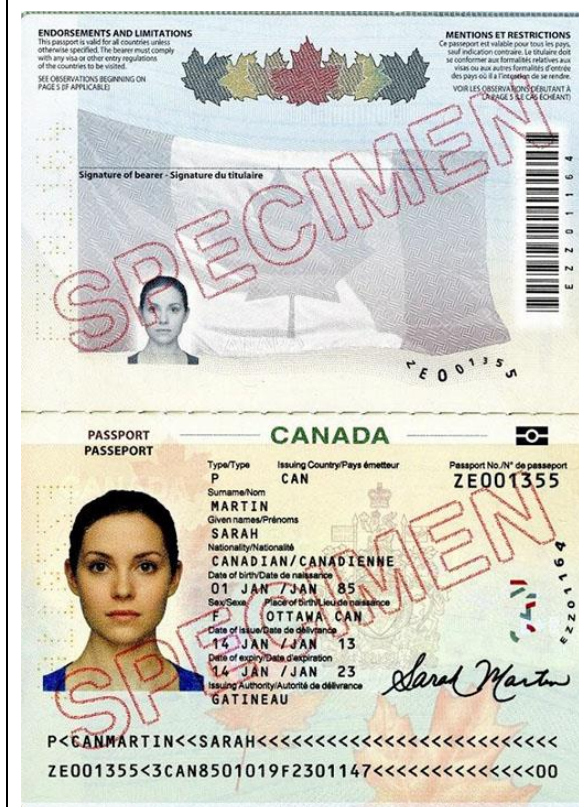 ENDORSEMENTS AND LIMITATIONS
This passport is valid for all countries unless
otherwise specified. The bearer must comply
with any visa or other entry regulations
of the countries to be visited.
SEE OBSERVATIONS BEGINNING ON
PAGE 5 (IF APPLICABLE)
MENTIONS ET RESTRICTIONS
Ce passeport est valable pour tous les pays,
sauf indication contraire. Le titulaire doit
se conformer aux formalités relatives aux
visas ou aux autres formalités d'entrée
des pays où il a l'intention de se rendre.
VOIR LES OBSERVATIONS DÉBUTANT À
LA PAGE 5 (LE CAS ÉCHÉANT)
Signature of bearer - Signature du titulaire
SPECIMEN
EZZ01164
ZE001355
PASSPORT
PASSEPORT
CANADA
Type/Type Issuing Country/Pays émetteur Passport No./N° de passeport
P CAN ZE001355
Surname/Nom
MARTIN
Given names/Prénoms
SARAH
Nationality/Nationalité
CANADIAN/CANADIENNE
Date of birth/Date de naissance
01 JAN /JAN 85
Sex/Sexe Place of birth/Lieu de naissance
F OTTAWA CAN
Date of issue/Date de délivrance
14 JAN /JAN 13
Date of expiry/Date d'expiration
14 JAN /JAN 23
Issuing Authority/Autorité de délivrance
GATINEAU
Sarah Martin
EZZ01164
SPECIMEN
P<CANMARTIN<<SARAH<<<<<<<<<<<<<<<<<<<<<<<<<<
ZE001355<3CAN8501019F2301147<<<<<<<<<<<<<<00